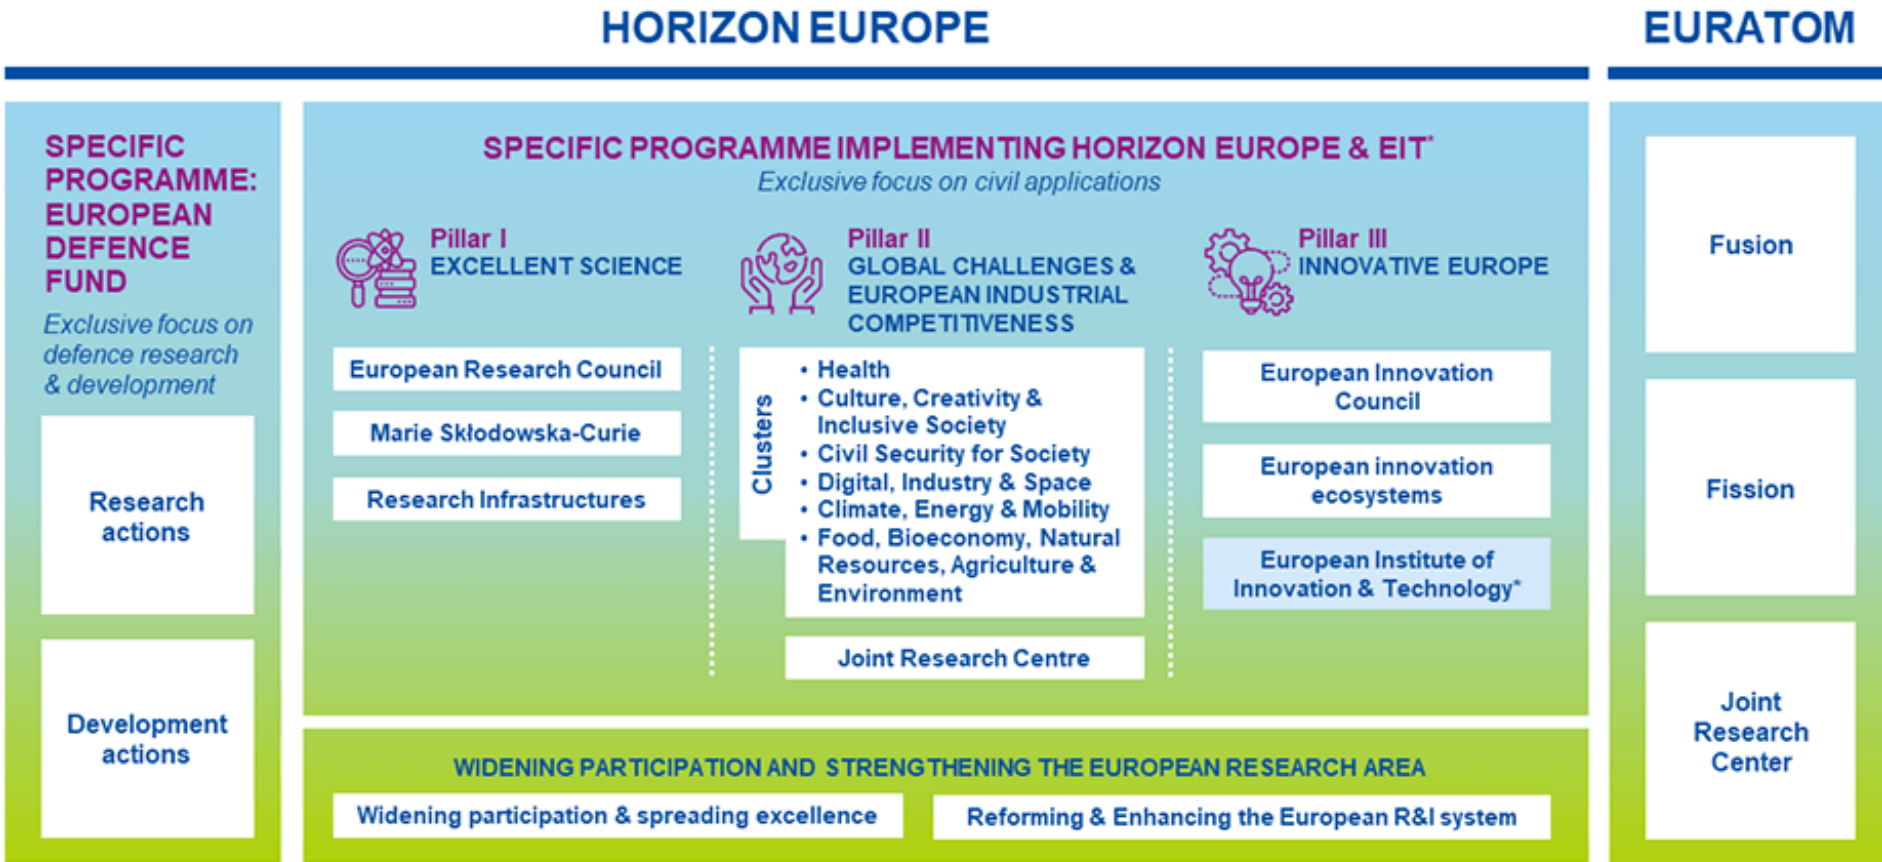 HORIZON EUROPE
EURATOM
SPECIFIC
PROGRAMME:
EUROPEAN
DEFENCE
FUND
Exclusive focus on
defence research
& development
Research
actions
Development
actions
SPECIFIC PROGRAMME IMPLEMENTING HORIZON EUROPE & EIT*
Exclusive focus on civil applications
Pillar I
EXCELLENT SCIENCE
European Research Council
Marie Skłodowska-Curie
Research Infrastructures
Pillar II
GLOBAL CHALLENGES &
EUROPEAN INDUSTRIAL
COMPETITIVENESS
Clusters
• Health
• Culture, Creativity &
Inclusive Society
• Civil Security for Society
• Digital, Industry & Space
• Climate, Energy & Mobility
• Food, Bioeconomy, Natural
Resources, Agriculture &
Environment
Joint Research Centre
Pillar III
INNOVATIVE EUROPE
European Innovation
Council
European innovation
ecosystems
European Institute of
Innovation & Technology*
WIDENING PARTICIPATION AND STRENGTHENING THE EUROPEAN RESEARCH AREA
Widening participation & spreading excellence
Reforming & Enhancing the European R&I system
Fusion
Fission
Joint
Research
Center